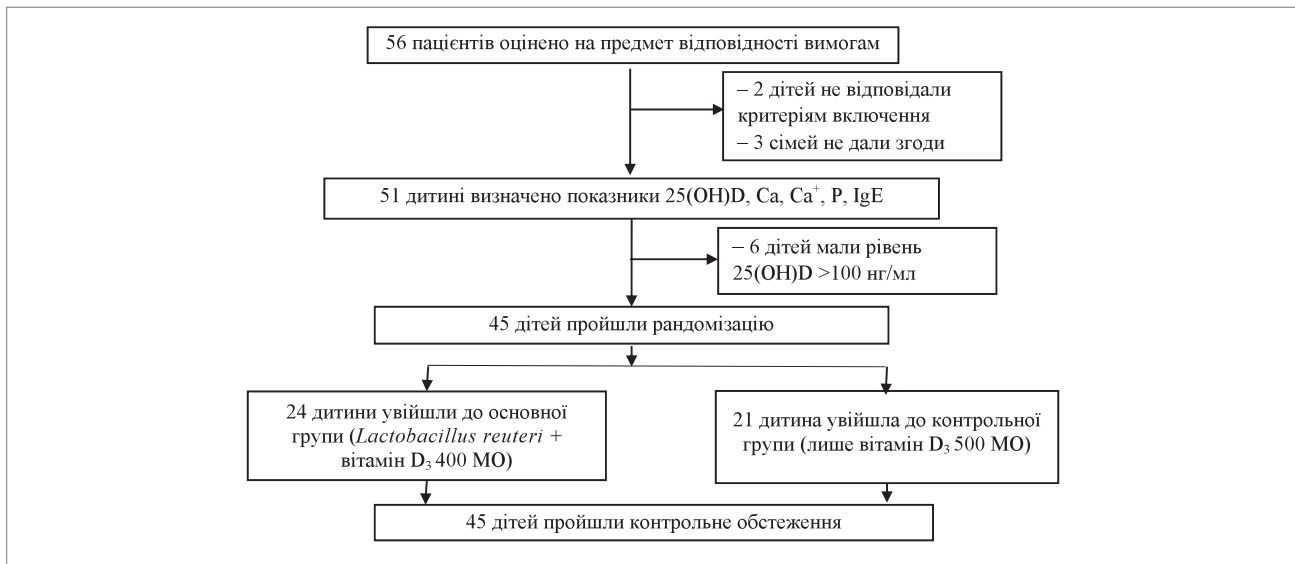 56 пацієнтів оцінено на предмет відповідності вимогам
– 2 дітей не відповідали
критеріям включення
– 3 сімей не дали згоди
51 дитині визначено показники 25(OH)D, Ca, Ca⁺, P, IgE
– 6 дітей мали рівень
25(OH)D >100 нг/мл
45 дітей пройшли рандомізацію
24 дитини увійшли до основної
групи (Lactobacillus reuteri +
вітамін D₃ 400 МО)
21 дитина увійшла до контрольної
групи (лише вітамін D₃ 500 МО)
45 дітей пройшли контрольне обстеження